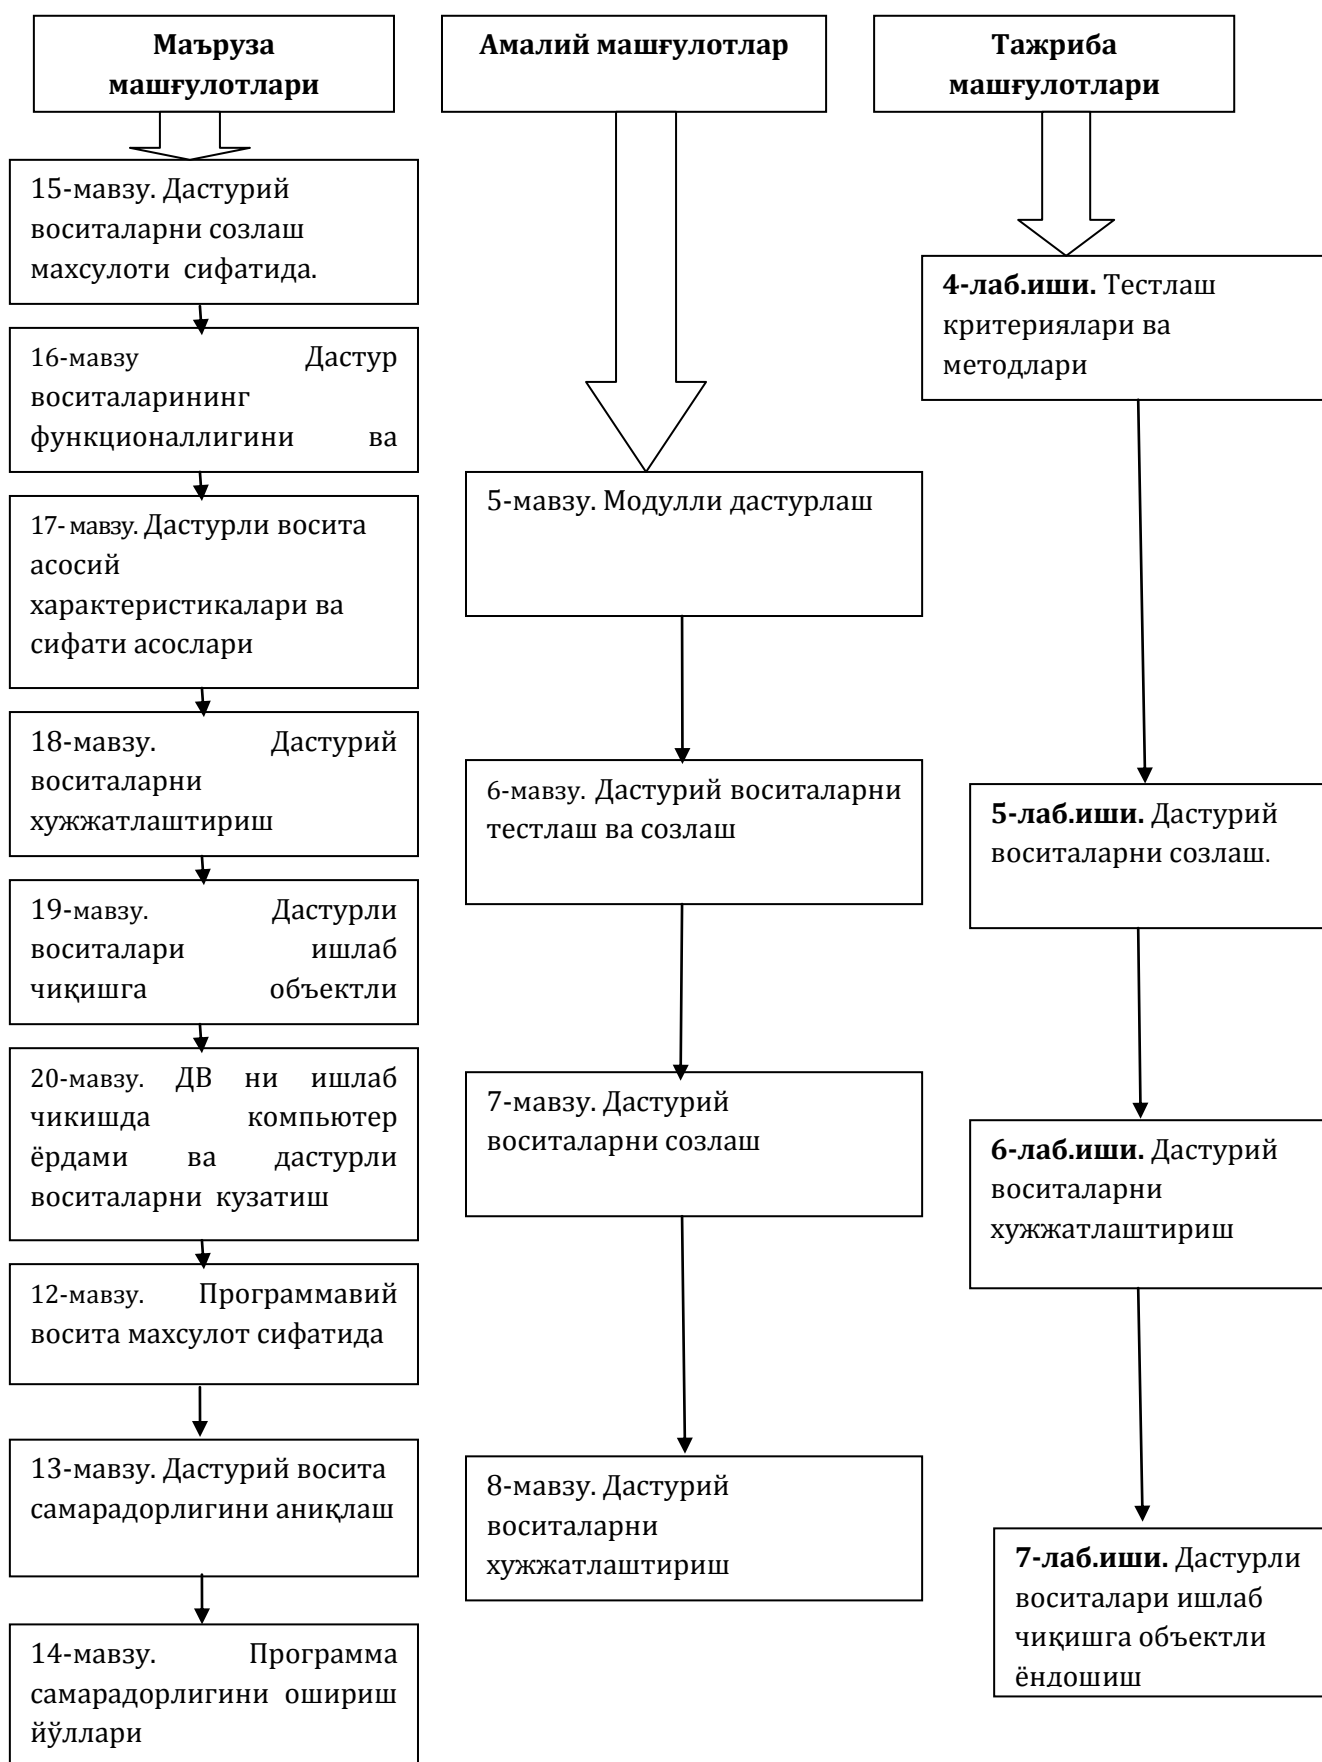 Маъруза
машғулотлари
15-мавзу. Дастурий
воситаларни созлаш
махсулоти сифатида.
16-мавзу Дастур
воситаларининг
функционаллигини ва
17- мавзу. Дастурли восита
асосий
характеристикалари ва
сифати асослари
18-мавзу. Дастурий
воситаларни
хужжатлаштириш
19-мавзу. Дастурли
воситалари ишлаб
чиқишга объектли
20-мавзу. ДВ ни ишлаб
чикишда компьютер
ёрдами ва дастурли
воситаларни кузатиш
12-мавзу. Программавий
восита махсулот сифатида
13-мавзу. Дастурий восита
самарадорлигини аниқлаш
14-мавзу. Программа
самарадорлигини ошириш
йўллари
Амалий машғулотлар
5-мавзу. Модулли дастурлаш
6-мавзу. Дастурий воситаларни
тестлаш ва созлаш
7-мавзу. Дастурий
воситаларни созлаш
8-мавзу. Дастурий
воситаларни
хужжатлаштириш
Тажриба
машғулотлари
4-лаб.иши. Тестлаш
критериялари ва
методлари
5-лаб.иши. Дастурий
воситаларни созлаш.
6-лаб.иши. Дастурий
воситаларни
хужжатлаштириш
7-лаб.иши. Дастурли
воситалари ишлаб
чиқишга объектли
ёндошиш